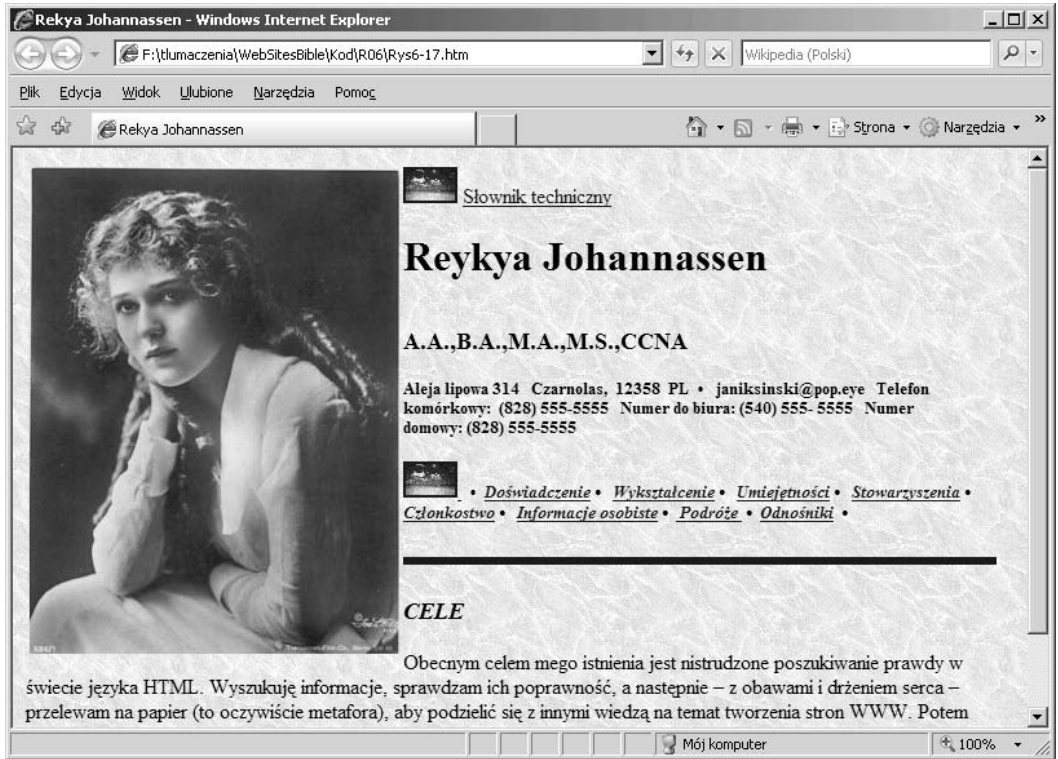 Rekya Johannassen - Windows Internet Explorer
F:\tlumaczenia\WebSitesBible\Kod\R06\Rys6-17.htm
Wikipedia (Polski)
Plik Edycja Widok Ulubione Narzędzia Pomoc
Rekya Johannassen
Strona
Narzędzia
»
Słownik techniczny
Reykya Johannassen
A.A.,B.A.,M.A.,M.S.,CCNA
Aleja lipowa 314 Czarnolas, 12358 PL • janiksinski@pop.eye Telefon
komórkowy: (828) 555-5555 Numer do biura: (540) 555- 5555 Numer
domowy: (828) 555-5555
• Doświadczenie • Wykształcenie • Umiejętności • Stowarzyszenia •
Członkostwo • Informacje osobiste • Podróże • Odnośniki •
CELE
Obecnym celem mego istnienia jest nistrudzone poszukiwanie prawdy w
świecie języka HTML. Wyszukuję informacje, sprawdzam ich poprawność, a następnie – z obawami i drżeniem serca –
przelewam na papier (to oczywiście metafora), aby podzielić się z innymi wiedzą na temat tworzenia stron WWW. Potem
Mój komputer
100%